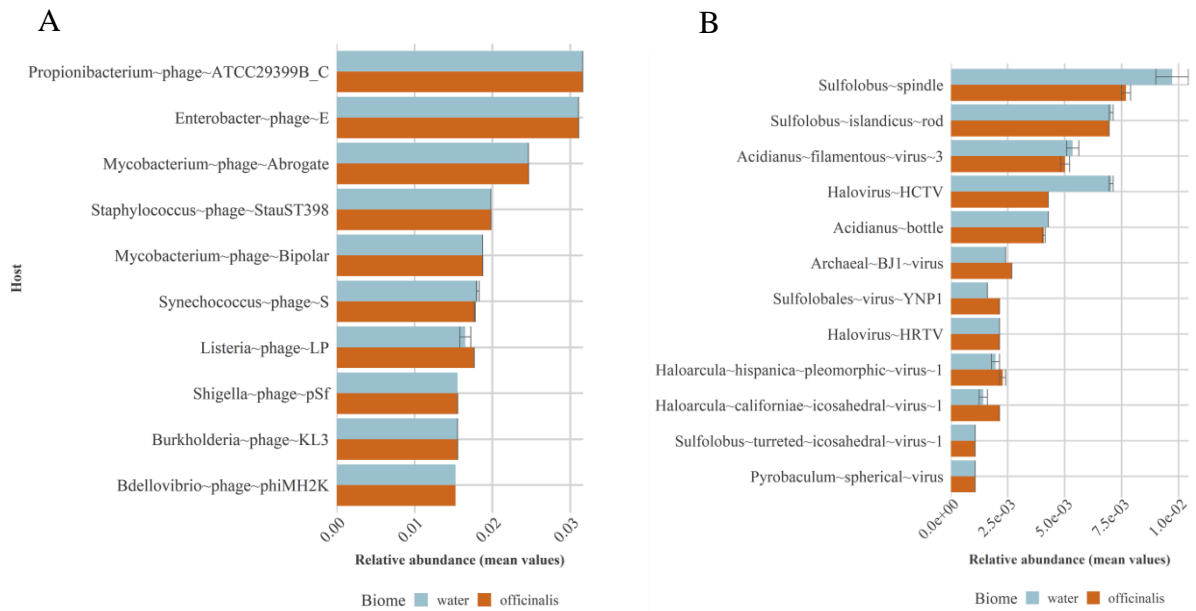 A
Propionibacterium~phage~ATCC29399B_C
Enterobacter~phage~E
Mycobacterium~phage~Abrogate
Staphylococcus~phage~StauST398
Mycobacterium~phage~Bipolar
Synechococcus~phage~S
Listeria~phage~LP
Shigella~phage~pSf
Burkholderia~phage~KL3
Bdellovibrio~phage~phiMH2K
Host
0.00
0.01
0.02
0.03
Relative abundance (mean values)
Biome water officinalis
B
Sulfolobus~spindle
Sulfolobus~islandicus~rod
Acidianus~filamentous~virus~3
Halovirus~HCTV
Acidianus~bottle
Archaeal~BJ1~virus
Sulfolobales~virus~YNP1
Halovirus~HRTV
Haloarcula~hispanica~pleomorphic~virus~1
Haloarcula~californiae~icosahedral~virus~1
Sulfolobus~turreted~icosahedral~virus~1
Pyrobaculum~spherical~virus
0.0e+00
2.5e-03
5.0e-03
7.5e-03
1.0e-02
Relative abundance (mean values)
Biome water officinalis